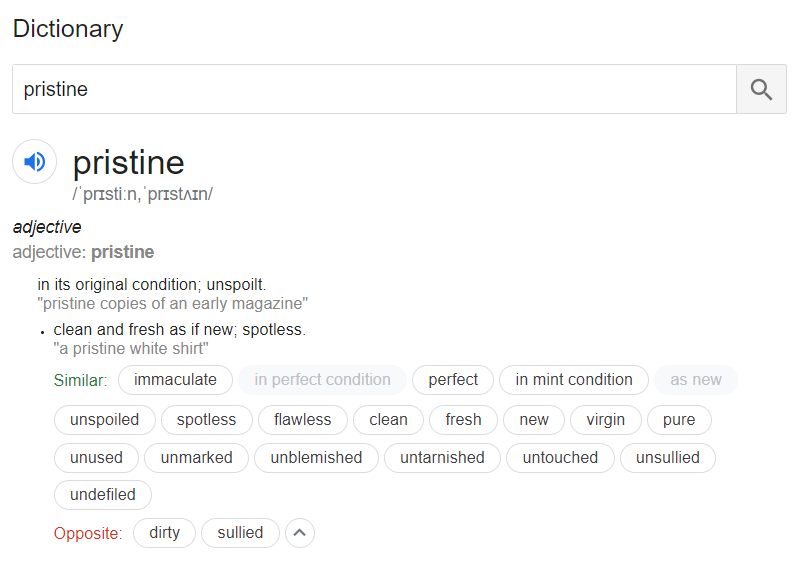 Dictionary
pristine
pristine
/ˈprɪstiːn,ˈprɪstʌɪn/
adjective
adjective: pristine
in its original condition; unspoilt.
"pristine copies of an early magazine"
• clean and fresh as if new; spotless.
"a pristine white shirt"
Similar: immaculate in perfect condition perfect in mint condition as new
unspoiled spotless flawless clean fresh new virgin pure
unused unmarked unblemished untarnished untouched unsullied
undefiled
Opposite: dirty sullied